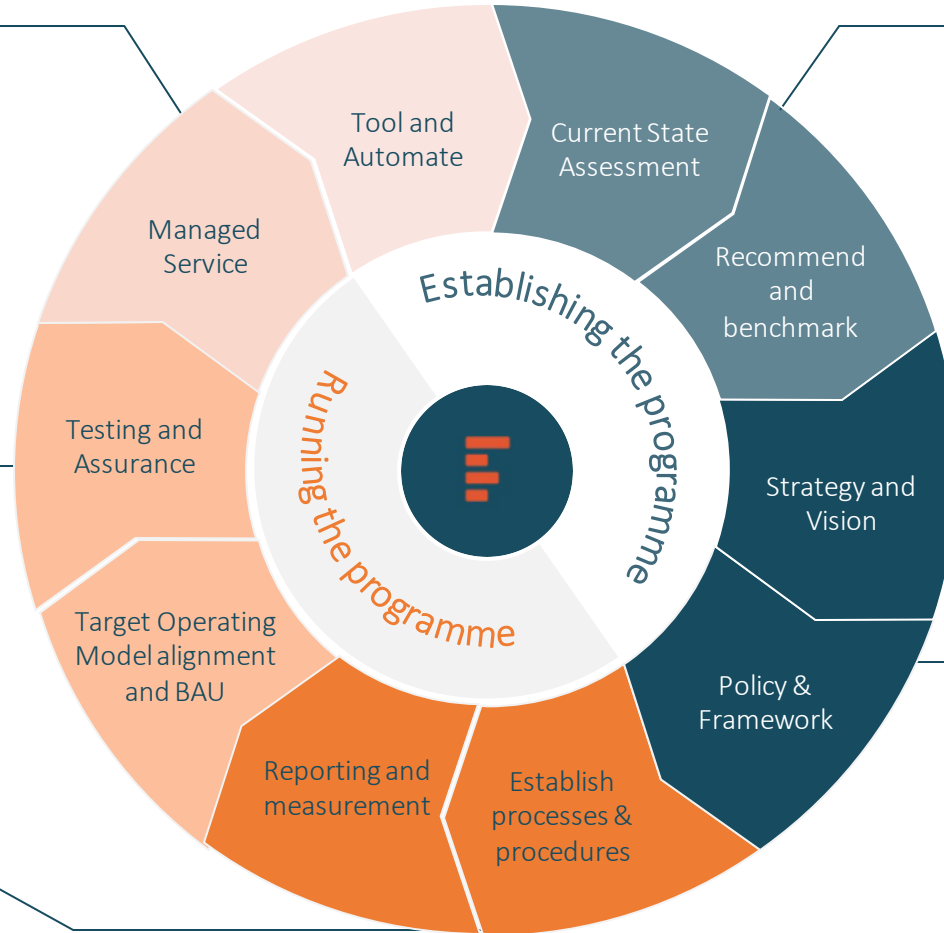 Tool and
Automate
Current State
Assessment
Recommend
and
benchmark
Strategy and
Vision
Policy &
Framework
Establish
processes &
procedures
Reporting and
measurement
Target Operating
Model alignment
and BAU
Testing and
Assurance
Managed
Service
Establishing the programme
Running the programme